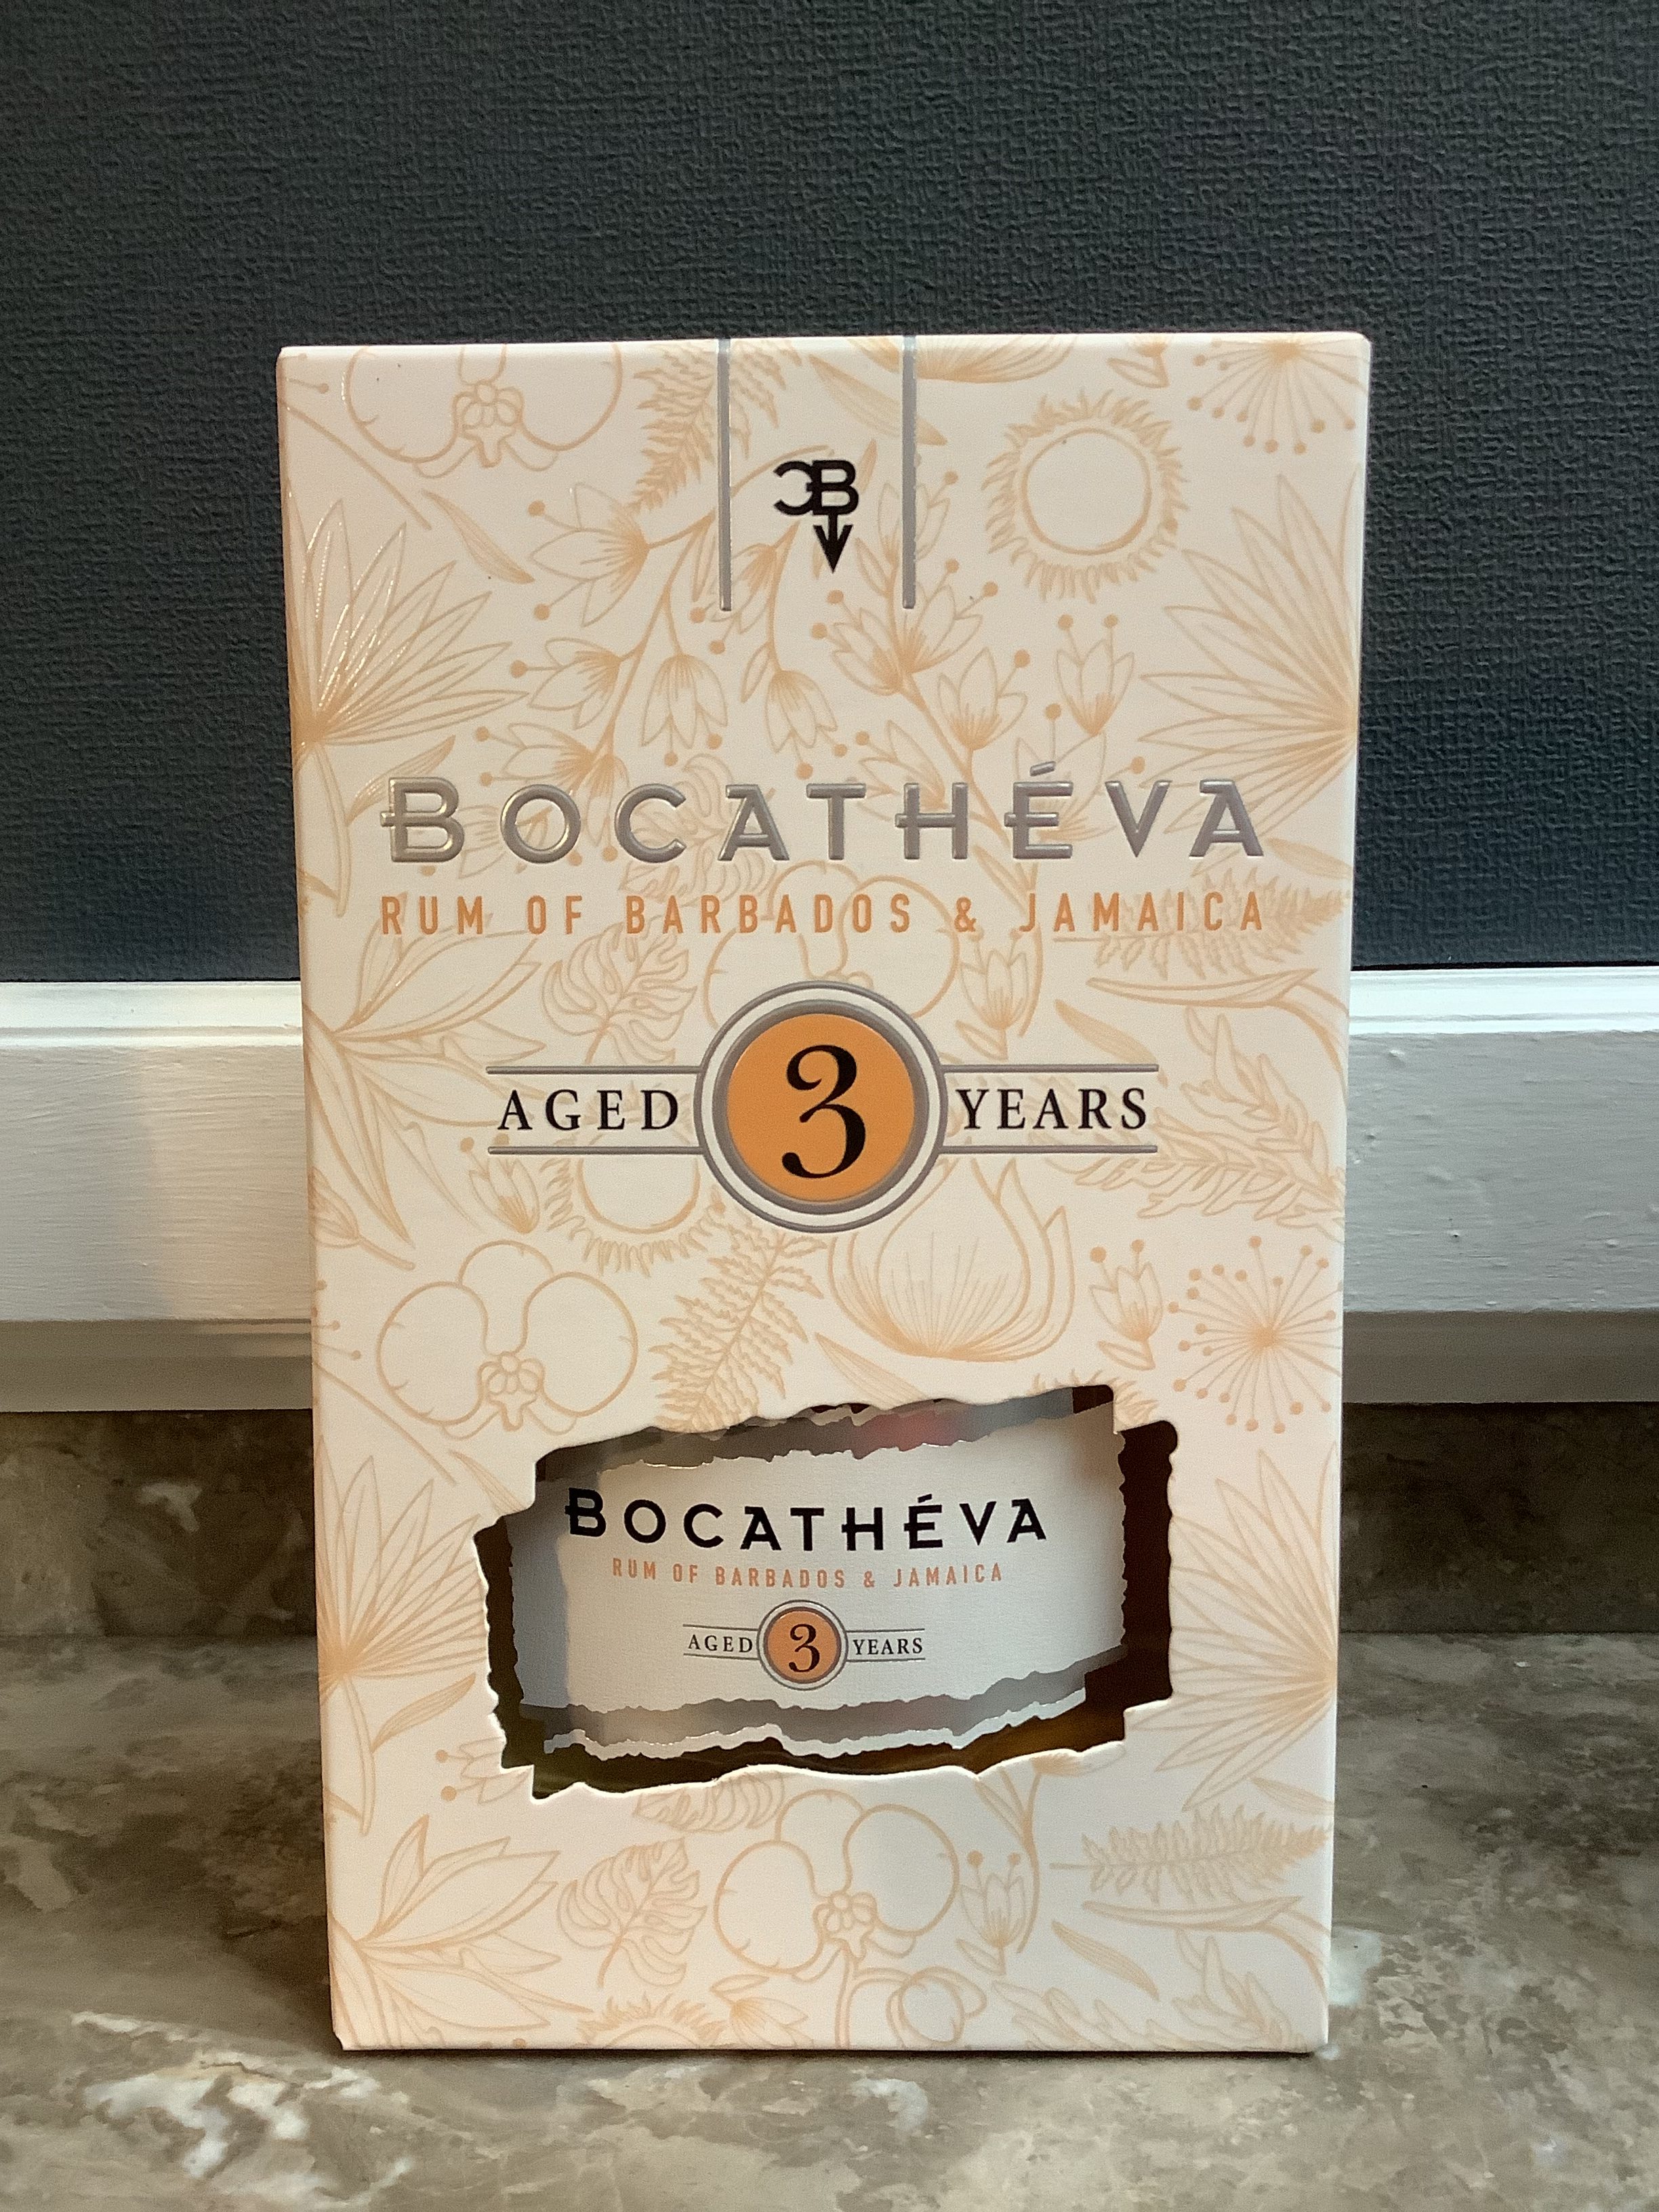 CB
BOCATHÉVA
RUM OF BARBADOS & JAMAICA
AGED 3 YEARS
BOCATHÉVA
RUM OF BARBADOS & JAMAICA
AGED 3 YEARS